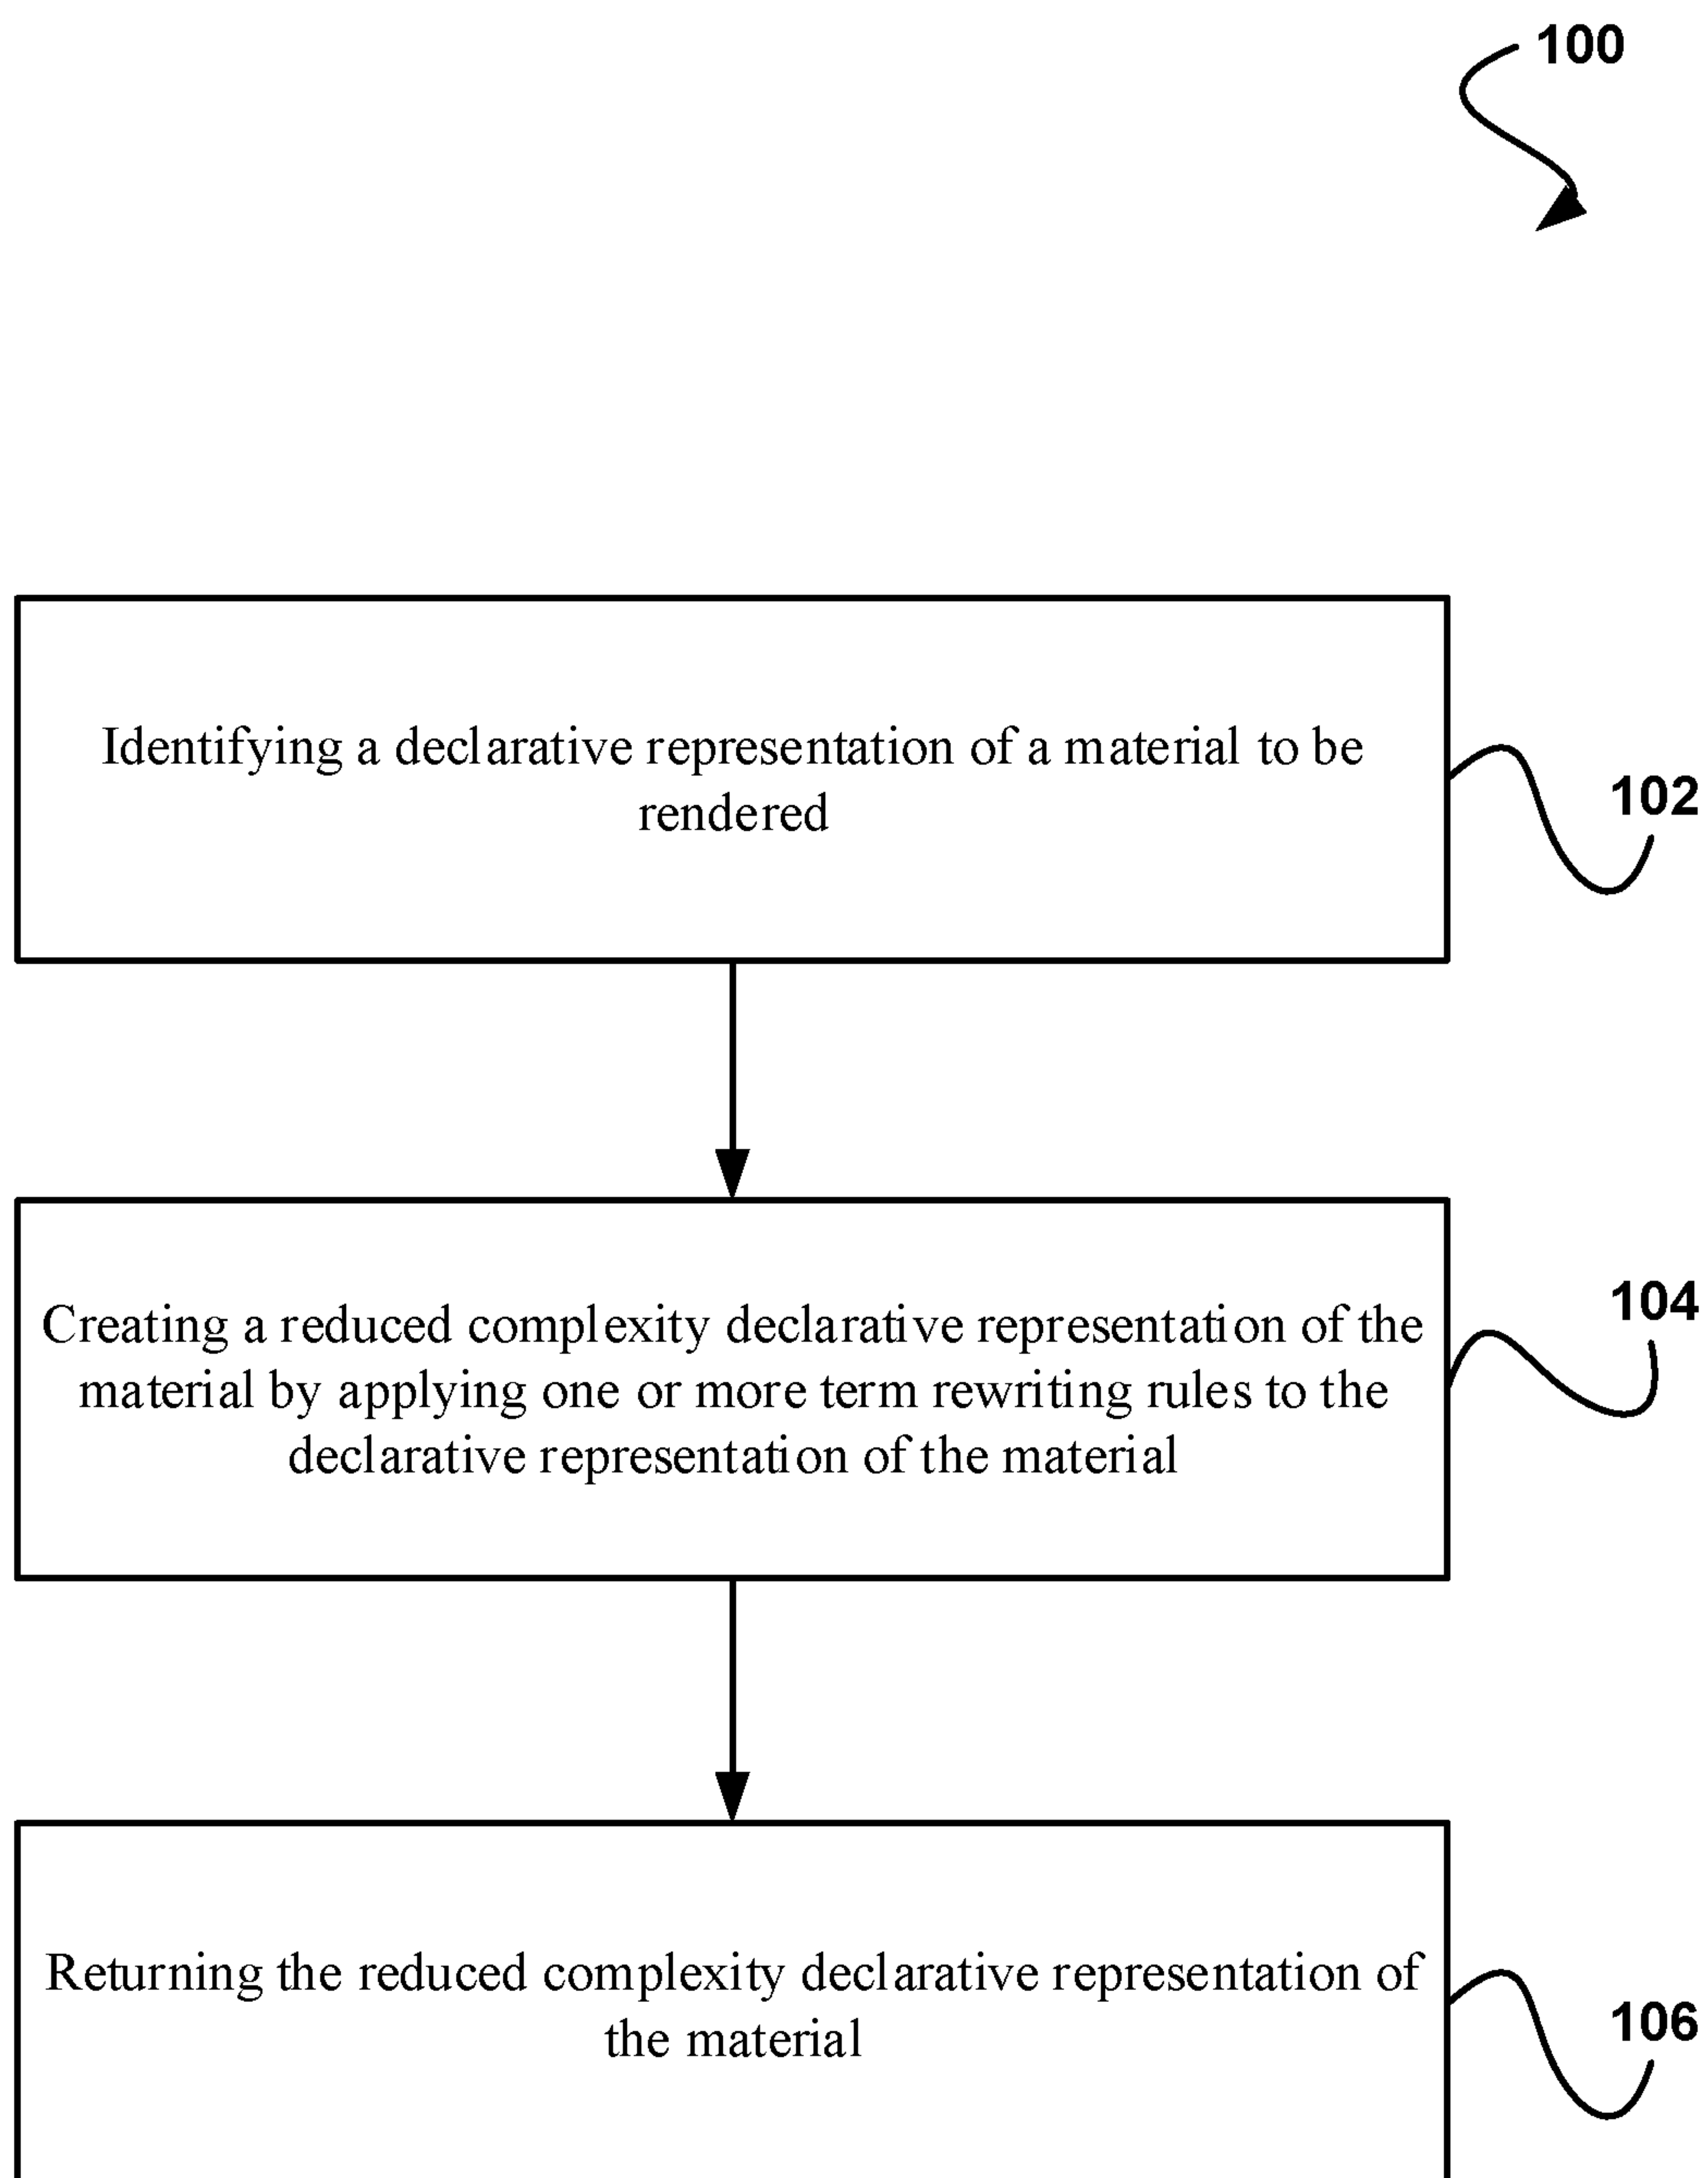 100
Identifying a declarative representation of a material to be
rendered
102
Creating a reduced complexity declarative representation of the
material by applying one or more term rewriting rules to the
declarative representation of the material
104
Returning the reduced complexity declarative representation of
the material
106